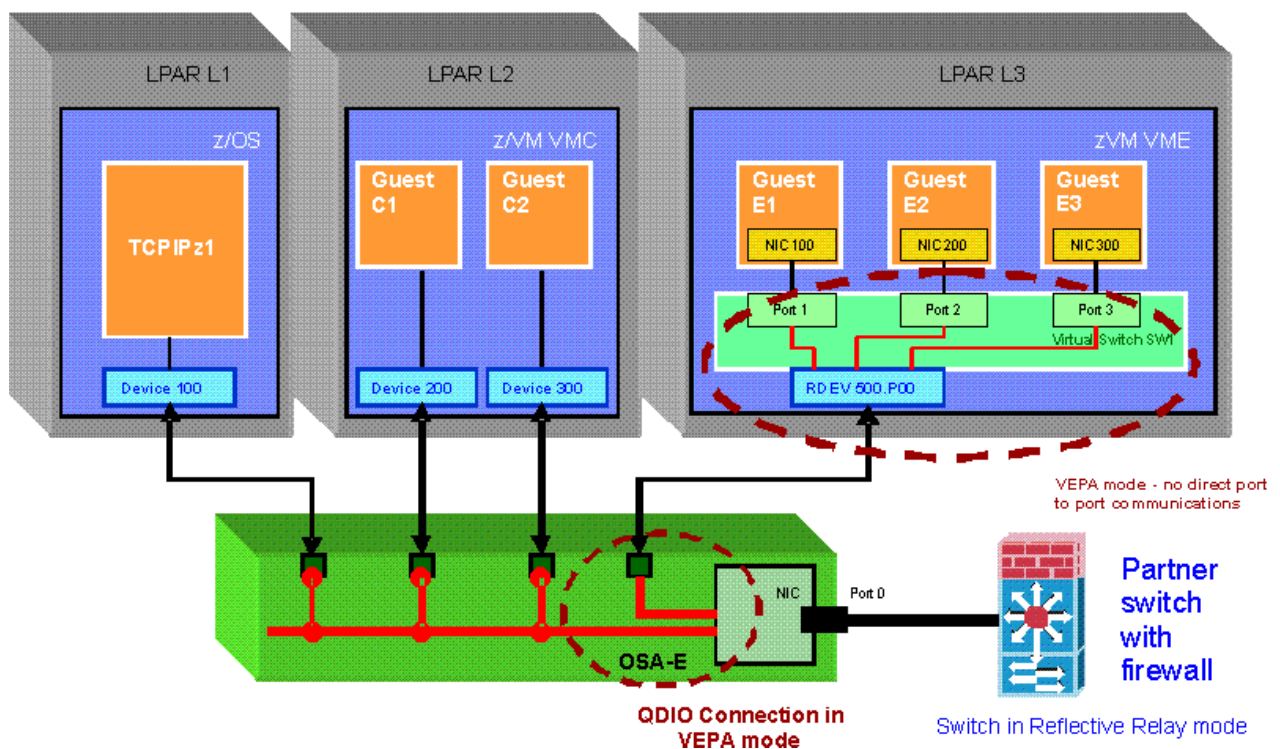 LPAR L1
LPAR L2
LPAR L3
z/OS
z/VM VMC
zVM VME
TCPIPz1
Guest
C1
Guest
C2
Guest
E1
Guest
E2
Guest
E3
NIC 100
NIC 200
NIC 300
Port 1
Port 2
Port 3
Virtual Switch SW1
Device 100
Device 200
Device 300
RDEV 500.P00
VEPA mode - no direct port
to port communications
NIC
Port 0
OSA-E
Partner
switch
with
firewall
QDIO Connection in
VEPA mode
Switch in Reflective Relay mode